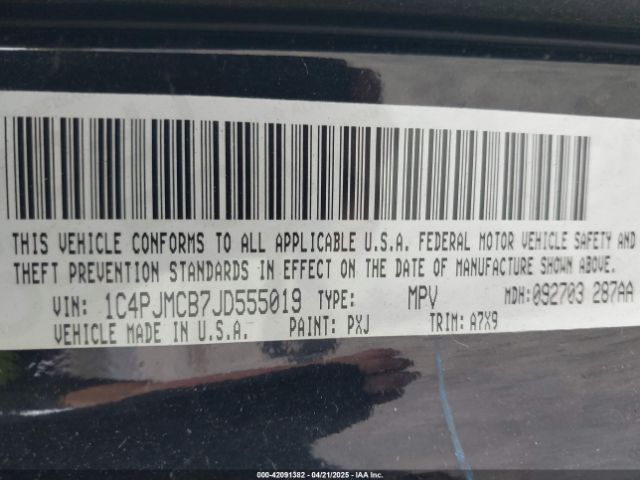 THIS VEHICLE CONFORMS TO ALL APPLICABLE U.S.A. FEDERAL MOTOR VEHICLE SAFETY AND
THEFT PREVENTION STANDARDS IN EFFECT ON THE DATE OF MANUFACTURE SHOWN ABOVE.
VIN: 1C4PJMCB7JD555019 TYPE: MPV MDH:092703 287AA
VEHICLE MADE IN U.S.A. PAINT: PXJ TRIM: A7X9
000-42091382 - 04/21/2025 - IAA Inc.